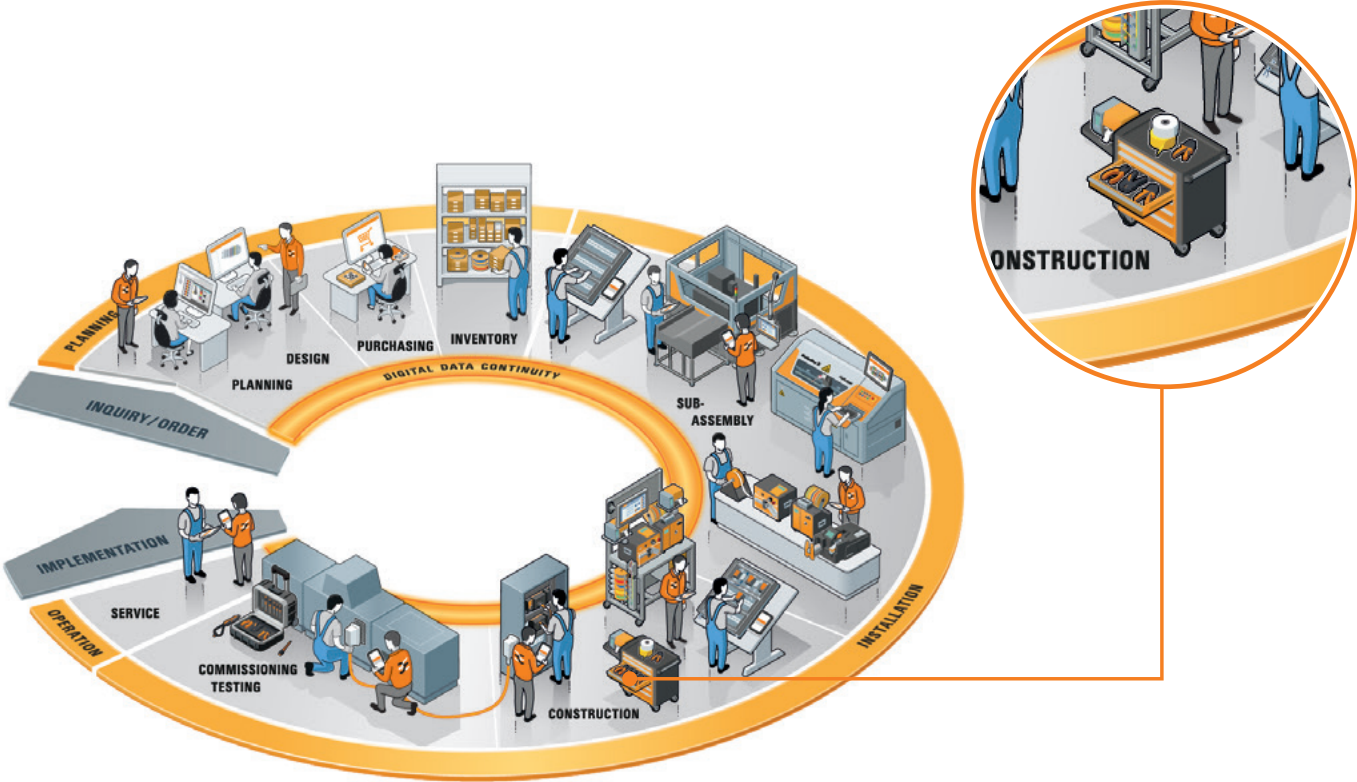 PLANNING
INQUIRY/ORDER
PLANNING
DESIGN
PURCHASING
INVENTORY
DIGITAL DATA CONTINUITY
SUB-
ASSEMBLY
INSTALLATION
CONSTRUCTION
COMMISSIONING
TESTING
SERVICE
OPERATION
IMPLEMENTATION
ONSTRUCTION